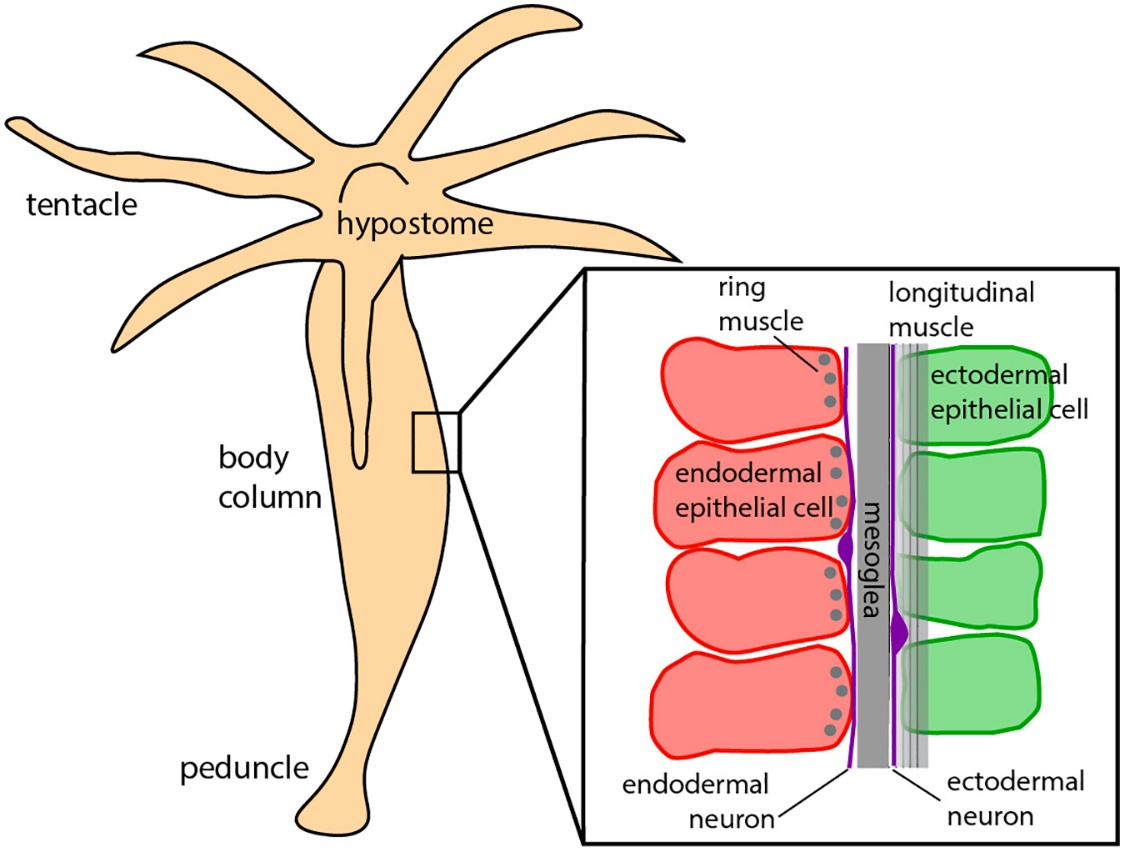 tentacle
hypostome
body
column
peduncle
ring
muscle
longitudinal
muscle
ectodermal
epithelial cell
endodermal
epithelial cell
mesoglea
endodermal
neuron
ectodermal
neuron